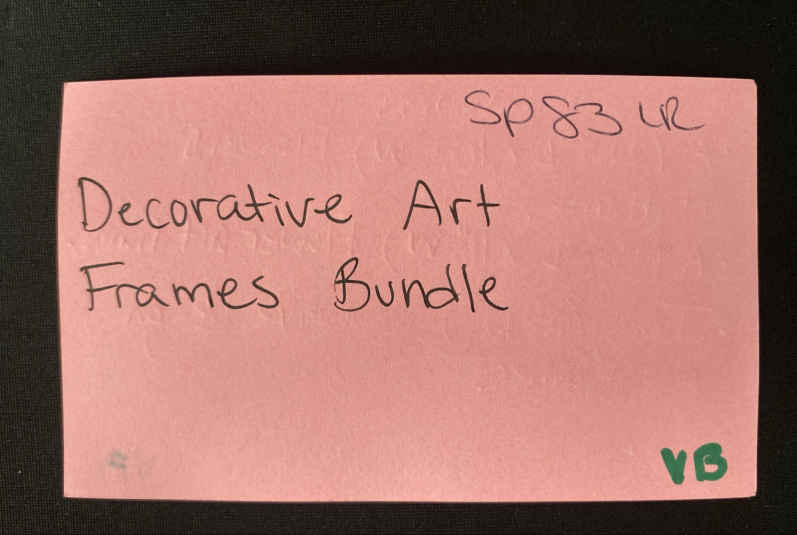 SP83 LR
Decorative Art
Frames Bundle
VB